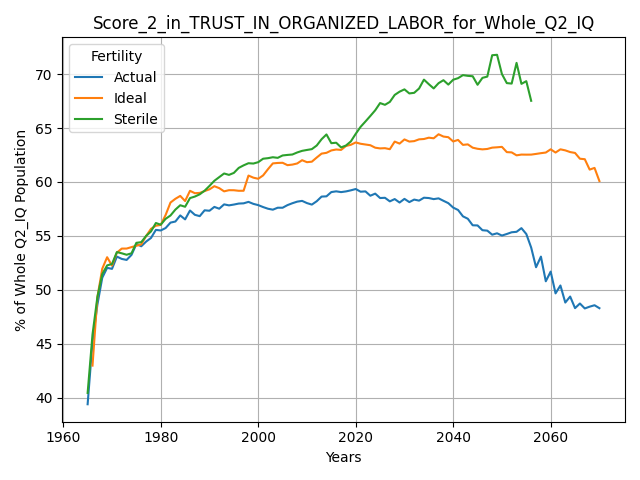 Score_2_in_TRUST_IN_ORGANIZED_LABOR_for_Whole_Q2_IQ
Fertility
Actual
Ideal
Sterile
% of Whole Q2_IQ Population
70
65
60
55
50
45
40
1960
1980
2000
2020
2040
2060
Years